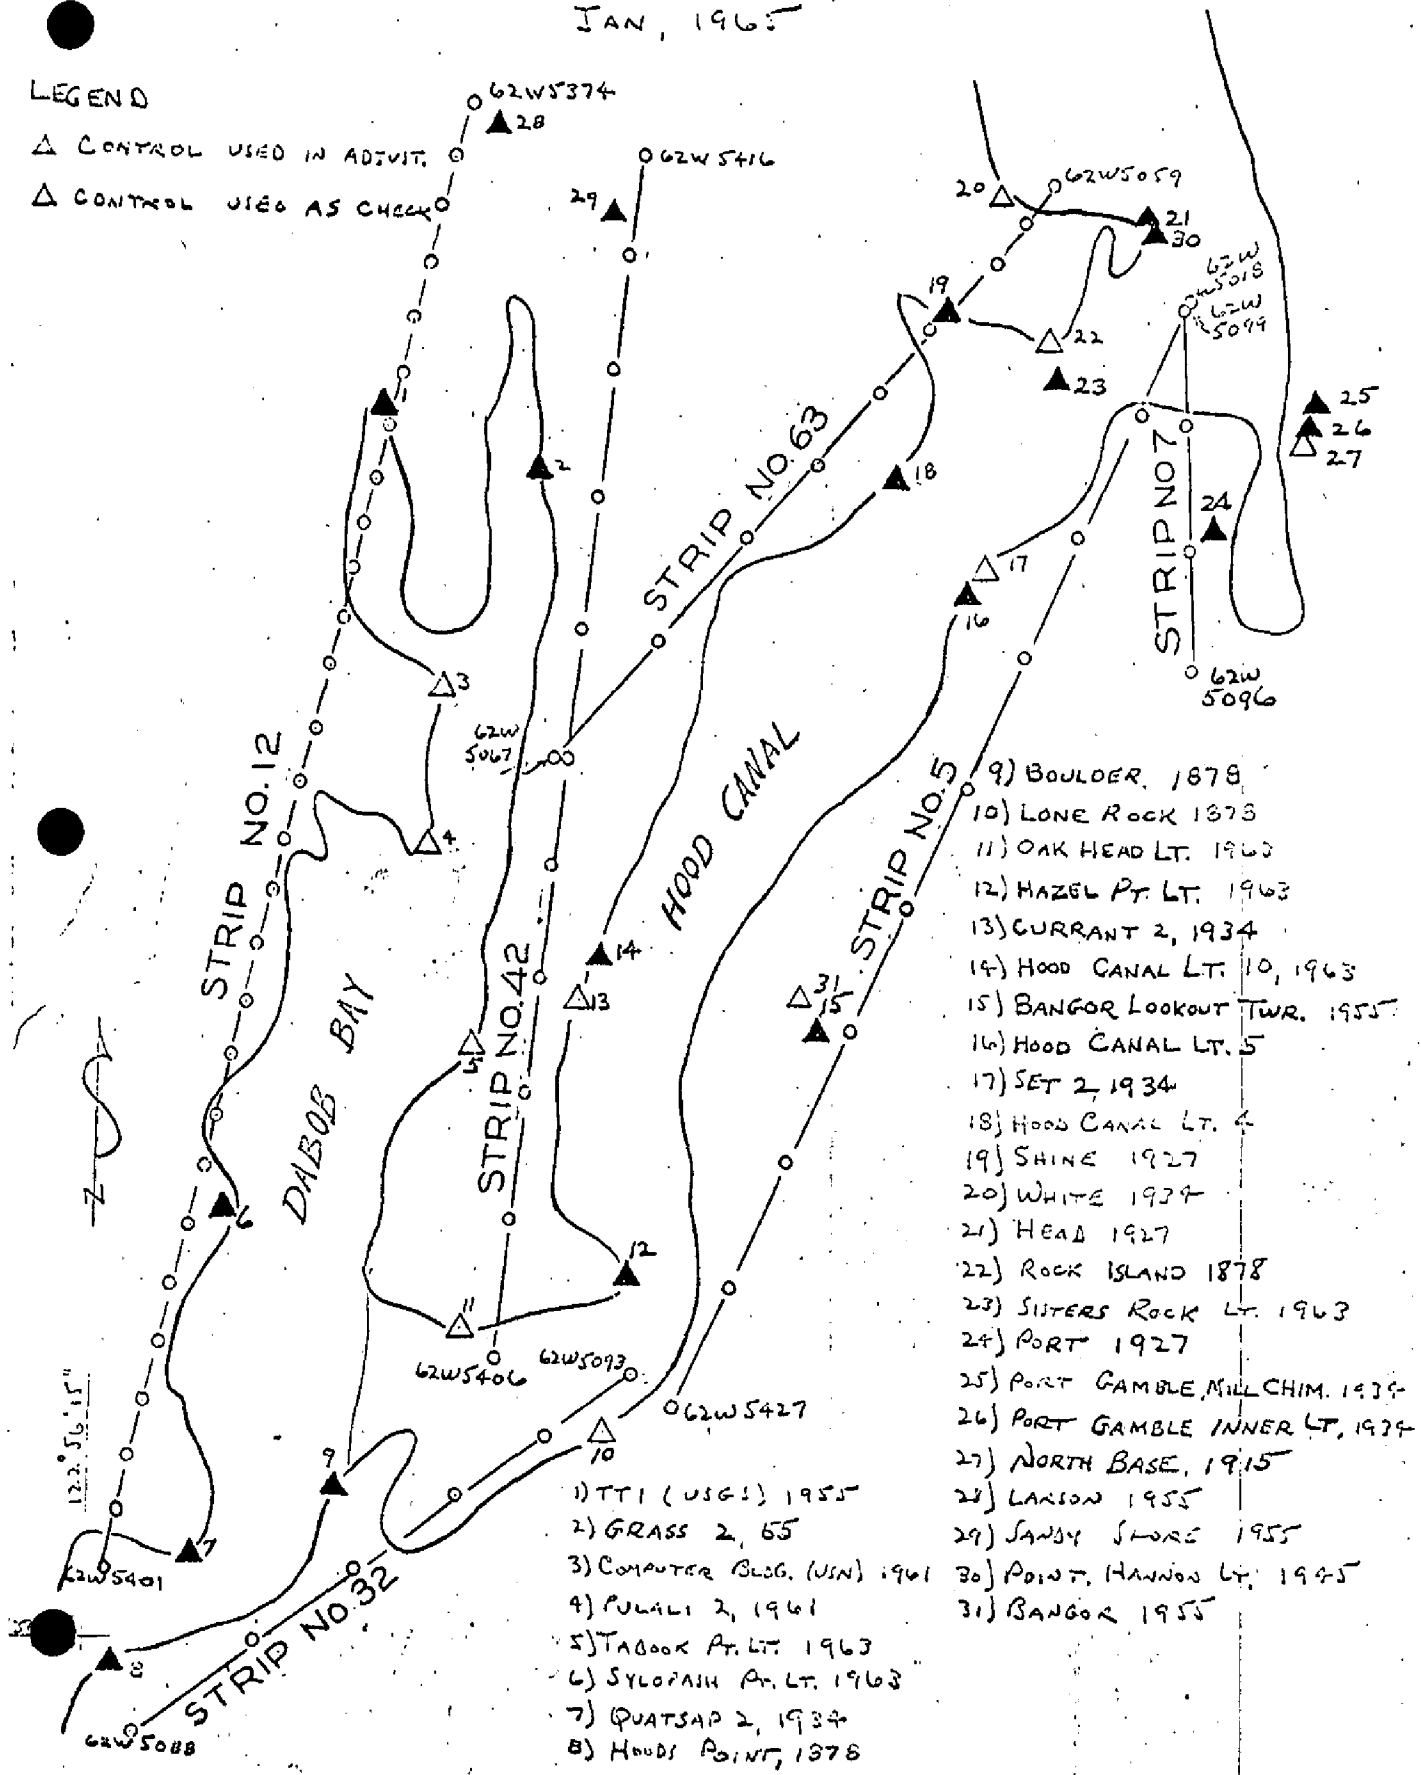 JAN, 1965
LEGEND
△ CONTROL USED IN ADJUST.
△ CONTROL USED AS CHECK
62W5374
28
62W5416
29
62W5059
20
21
30
62W
5018
62W
5099
19
22
23
25
26
27
2
18
24
17
16
3
4
STRIP NO. 63
STRIP NO 7
62W
5096
62W
5067
STRIP NO. 12
HOOD CANAL
STRIP No. 5
14
13
31
15
5
STRIP NO. 42
DABOB BAY
6
12
11
62W5406
62W5093
62W5427
10
9
122° 56' 15"
7
62W5401
8
STRIP NO. 32
62W5088
1) TT1 (USGS) 1955
2) GRASS 2, 55
3) COMPUTER BLDG. (USN) 1961
4) PULALI 2, 1961
5) TABOOK PT. LT. 1963
6) SYLOPASH PT. LT. 1963
7) QUATSAP 2, 1934
8) HOODS POINT, 1878
9) BOULDER, 1878
10) LONE ROCK 1878
11) OAK HEAD LT. 1963
12) HAZEL PT. LT. 1963
13) CURRANT 2, 1934
14) HOOD CANAL LT. 10, 1963
15) BANGOR LOOKOUT TWR. 1955
16) HOOD CANAL LT. 5
17) SET 2, 1934
18) HOOD CANAL LT. 4
19) SHINE 1927
20) WHITE 1934
21) HEAD 1927
22) ROCK ISLAND 1878
23) SISTERS ROCK LT. 1963
24) PORT 1927
25) PORT GAMBLE, MILL CHIM. 1934
26) PORT GAMBLE INNER LT, 1934
27) NORTH BASE, 1915
28) LARSON 1955
29) SANDY SHORE 1955
30) POINT. HANNON LT. 1945
31) BANGOR 1955